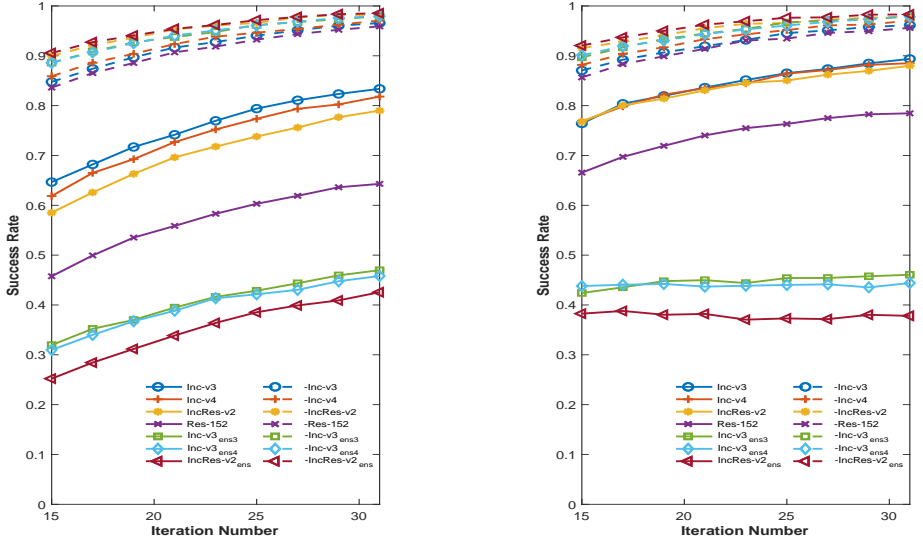 1
0.9
0.8
0.7
0.6
0.5
0.4
0.3
0.2
0.1
0
Success Rate
15 20 25 30
Iteration Number
Inc-v3 -Inc-v3
Inc-v4 -Inc-v4
IncRes-v2 -IncRes-v2
Res-152 -Res-152
Inc-v3ens3 -Inc-v3ens3
Inc-v3ens4 -Inc-v3ens4
IncRes-v2ens -IncRes-v2ens
1
0.9
0.8
0.7
0.6
0.5
0.4
0.3
0.2
0.1
0
Success Rate
15 20 25 30
Iteration Number
Inc-v3 -Inc-v3
Inc-v4 -Inc-v4
IncRes-v2 -IncRes-v2
Res-152 -Res-152
Inc-v3ens3 -Inc-v3ens3
Inc-v3ens4 -Inc-v3ens4
IncRes-v2ens -IncRes-v2ens